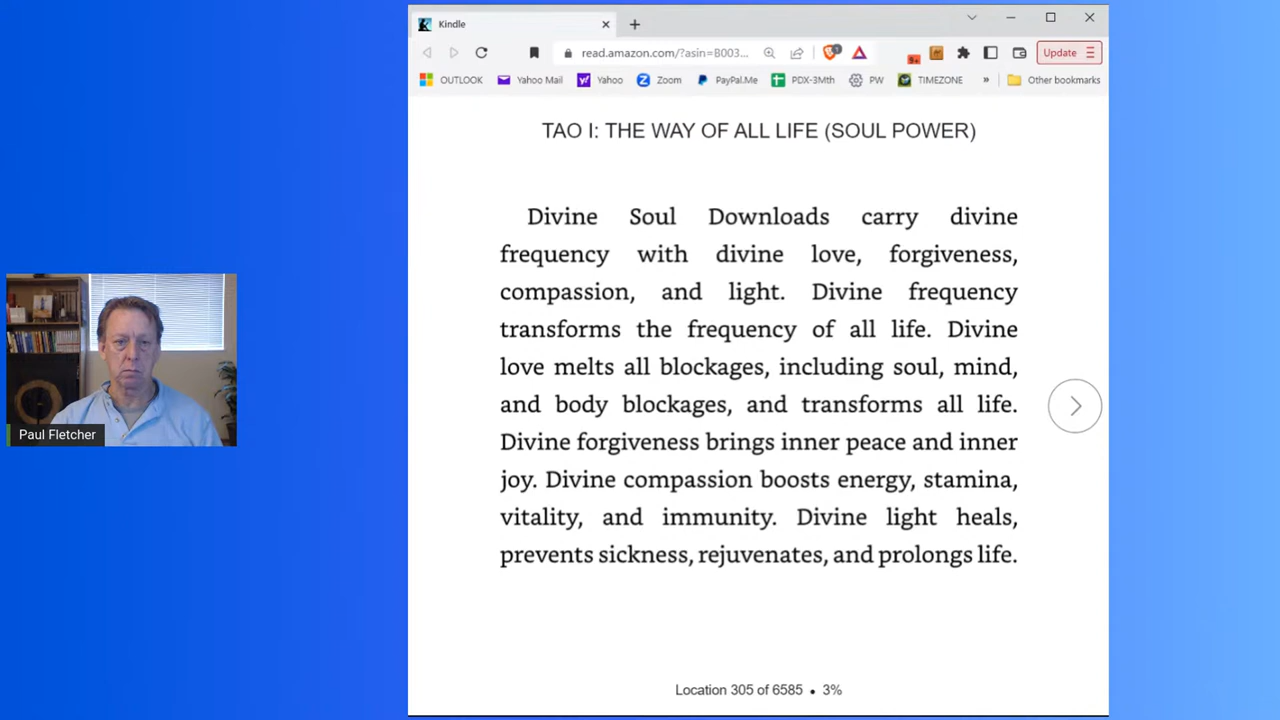 Kindle
read.amazon.com/?asin=B003...
Update
OUTLOOK
Yahoo Mail
Yahoo
Zoom
PayPal.Me
PDX-3Mth
PW
TIMEZONE
»
Other bookmarks
TAO I: THE WAY OF ALL LIFE (SOUL POWER)
Divine Soul Downloads carry divine
frequency with divine love, forgiveness,
compassion, and light. Divine frequency
transforms the frequency of all life. Divine
love melts all blockages, including soul, mind,
and body blockages, and transforms all life.
Divine forgiveness brings inner peace and inner
joy. Divine compassion boosts energy, stamina,
vitality, and immunity. Divine light heals,
prevents sickness, rejuvenates, and prolongs life.
Location 305 of 6585 • 3%
Paul Fletcher